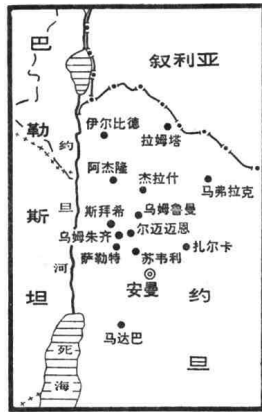 巴勒斯坦
叙利亚
伊尔比德
拉姆塔
约旦河
阿杰隆
杰拉什
马弗拉克
斯拜希
乌姆鲁曼
乌姆朱齐
尔迈迈恩
扎尔卡
萨勒特
苏韦利
安曼
约旦
马达巴
死海